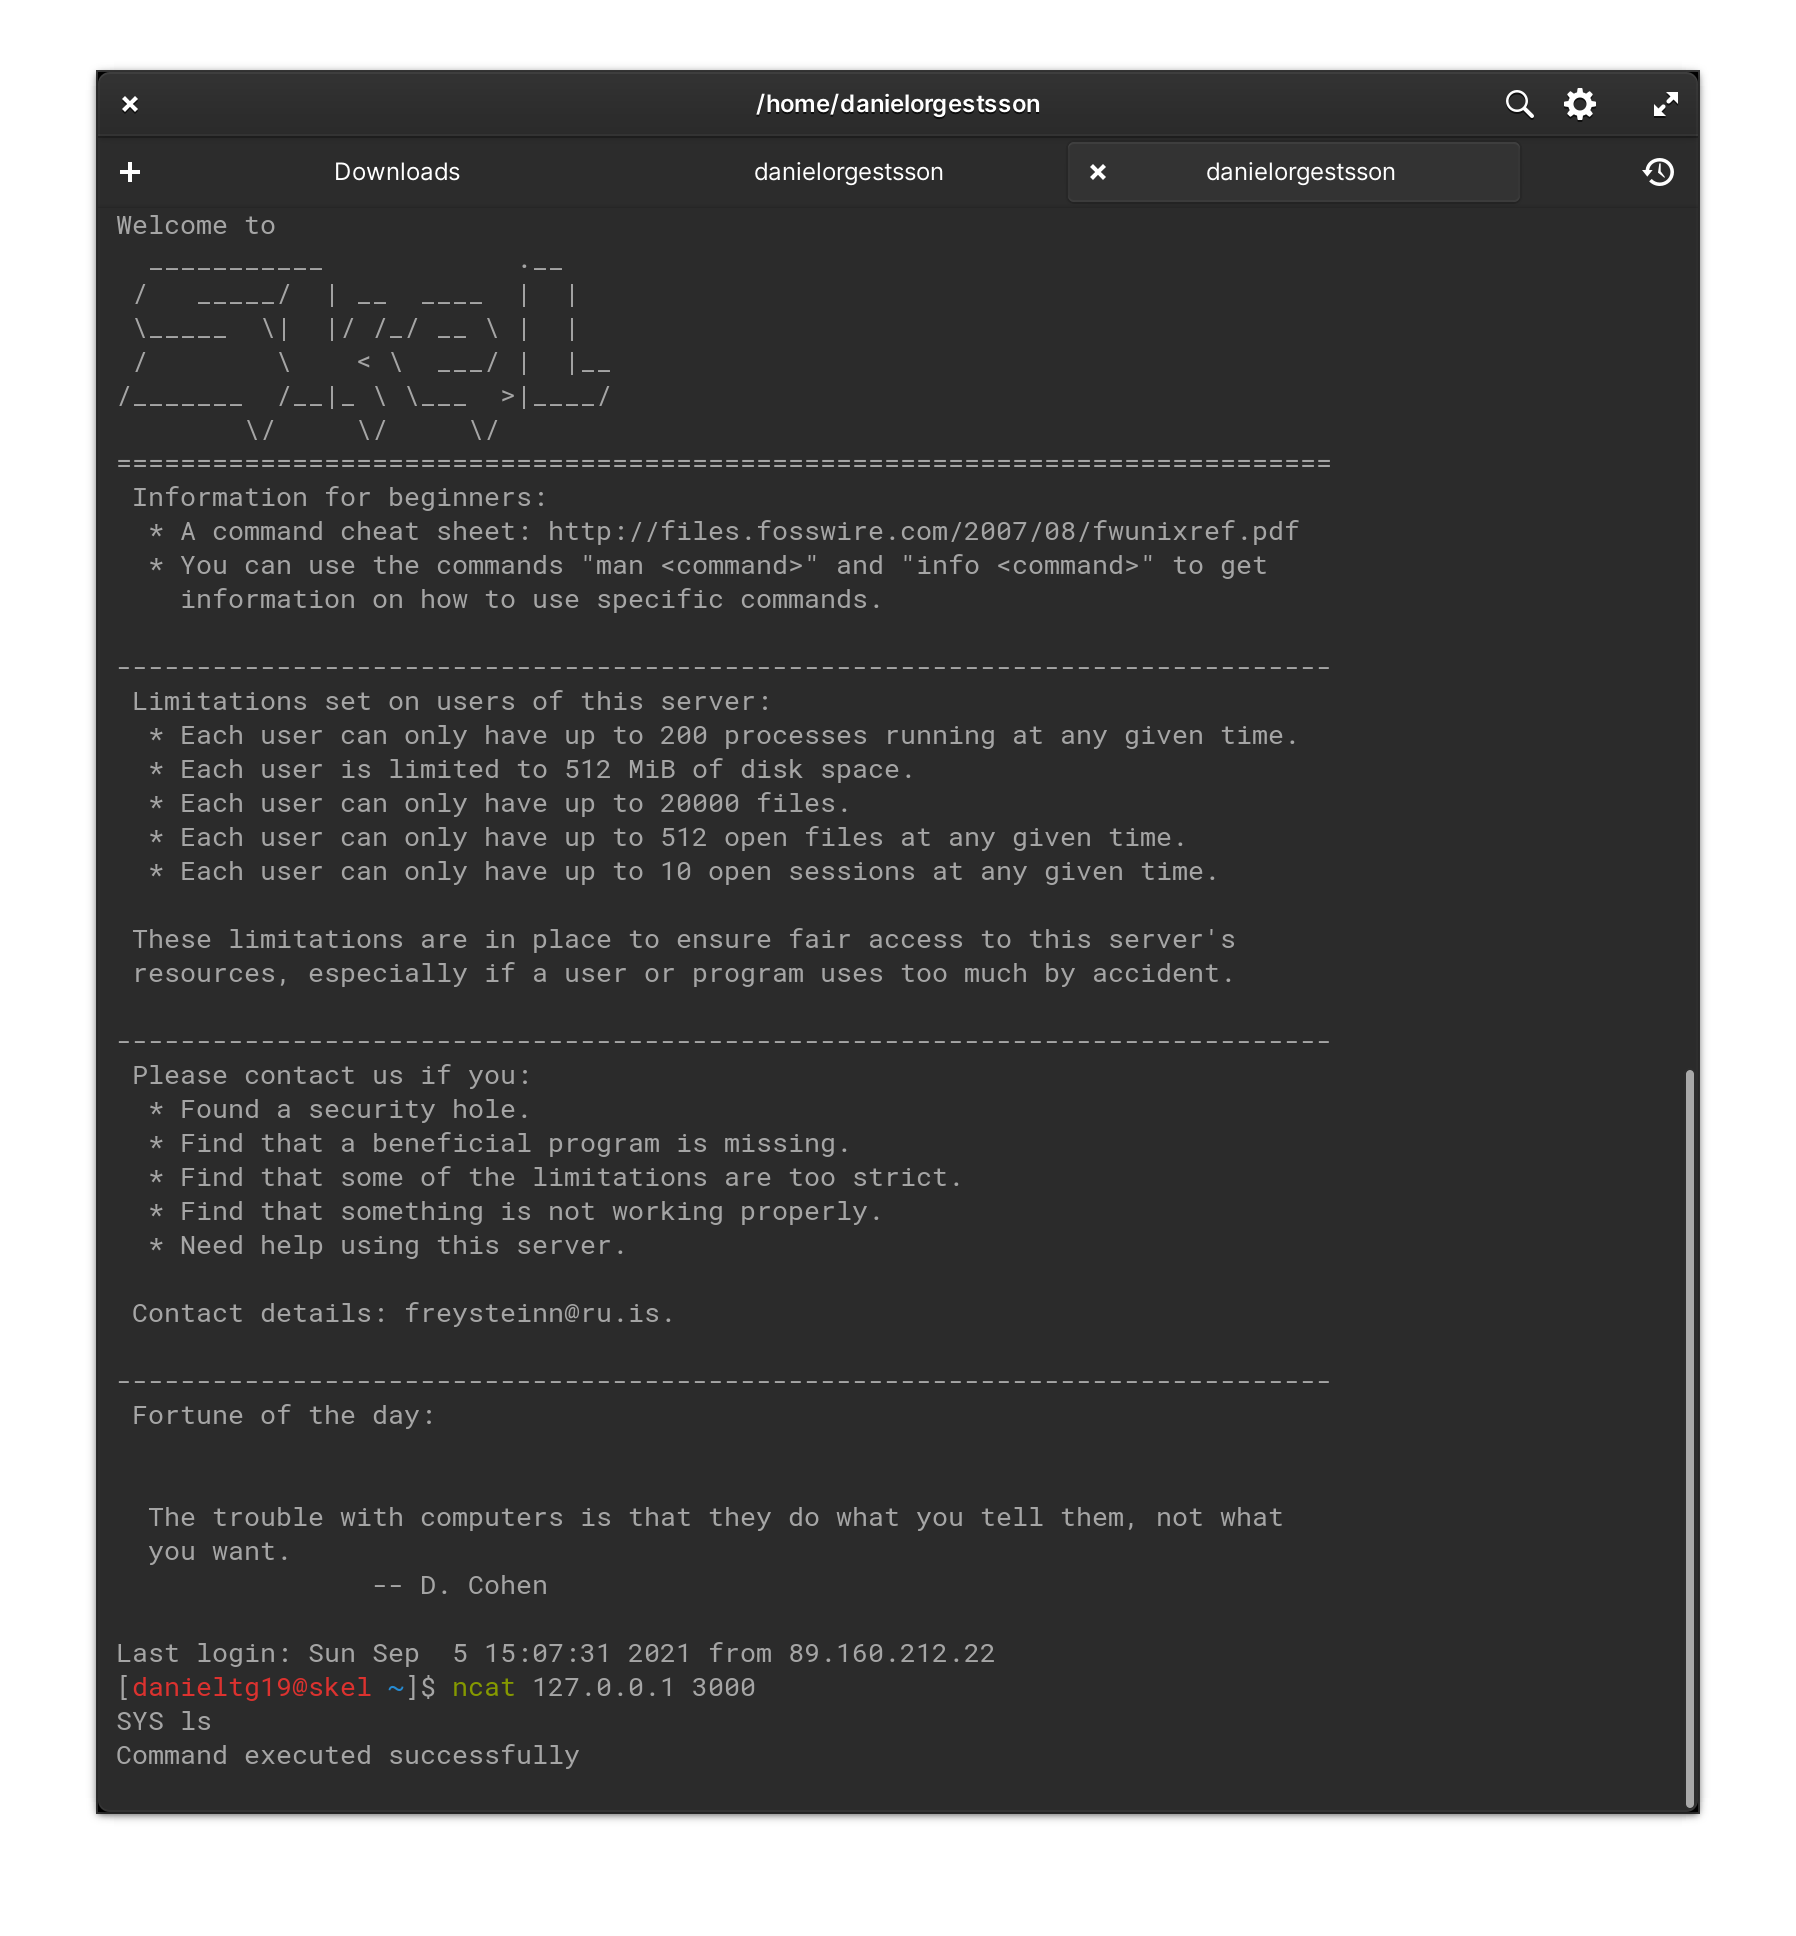 /home/danielorgestsson
Downloads danielorgestsson danielorgestsson
Welcome to
  ___________            .__
 /   _____/  | __  ____  |  |
 \_____  \|  |/ /_/ __ \ |  |
 /        \    < \  ___/ |  |__
/_______  /__|_ \ \___  >|____/
        \/     \/     \/
============================================================================
 Information for beginners:
  * A command cheat sheet: http://files.fosswire.com/2007/08/fwunixref.pdf
  * You can use the commands "man <command>" and "info <command>" to get
    information on how to use specific commands.
----------------------------------------------------------------------------
 Limitations set on users of this server:
  * Each user can only have up to 200 processes running at any given time.
  * Each user is limited to 512 MiB of disk space.
  * Each user can only have up to 20000 files.
  * Each user can only have up to 512 open files at any given time.
  * Each user can only have up to 10 open sessions at any given time.
 These limitations are in place to ensure fair access to this server's
 resources, especially if a user or program uses too much by accident.
----------------------------------------------------------------------------
 Please contact us if you:
  * Found a security hole.
  * Find that a beneficial program is missing.
  * Find that some of the limitations are too strict.
  * Find that something is not working properly.
  * Need help using this server.
 Contact details: freysteinn@ru.is.
----------------------------------------------------------------------------
 Fortune of the day:
  The trouble with computers is that they do what you tell them, not what
  you want.
                -- D. Cohen
Last login: Sun Sep  5 15:07:31 2021 from 89.160.212.22
[danieltg19@skel ~]$ ncat 127.0.0.1 3000
SYS ls
Command executed successfully